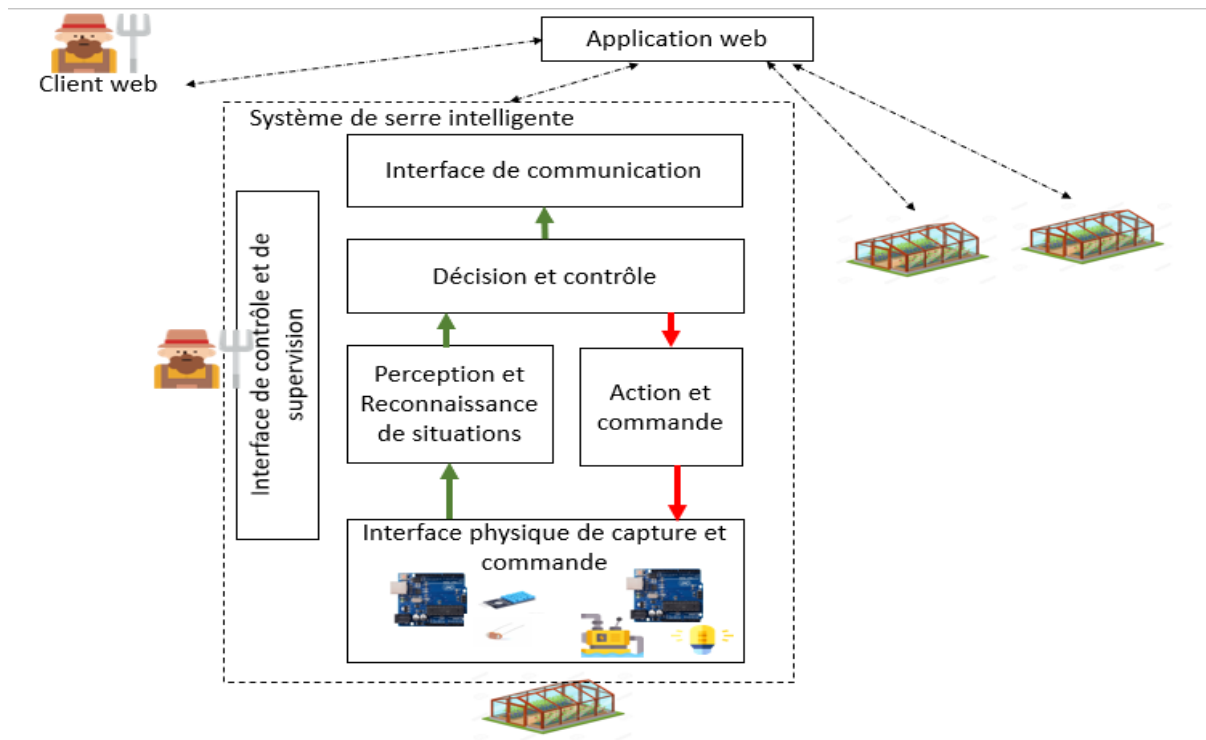 Application web
Client web
Système de serre intelligente
Interface de communication
Interface de contrôle et de
supervision
Décision et contrôle
Perception et
Reconnaissance
de situations
Action et
commande
Interface physique de capture et
commande